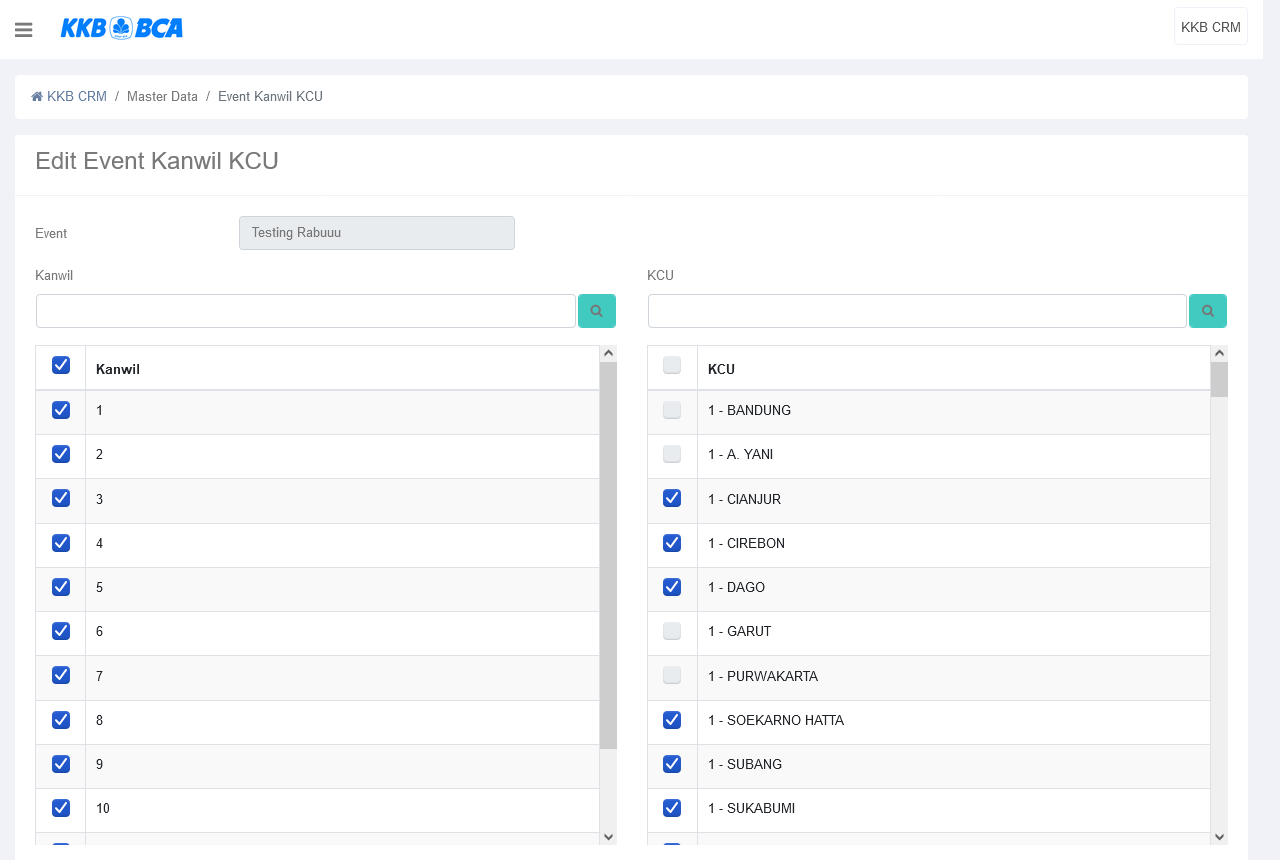 KKB BCA
KKB CRM
KKB CRM / Master Data / Event Kanwil KCU
Edit Event Kanwil KCU
Event
Testing Rabuuu
Kanwil
Kanwil
1
2
3
4
5
6
7
8
9
10
KCU
KCU
1 - BANDUNG
1 - A. YANI
1 - CIANJUR
1 - CIREBON
1 - DAGO
1 - GARUT
1 - PURWAKARTA
1 - SOEKARNO HATTA
1 - SUBANG
1 - SUKABUMI